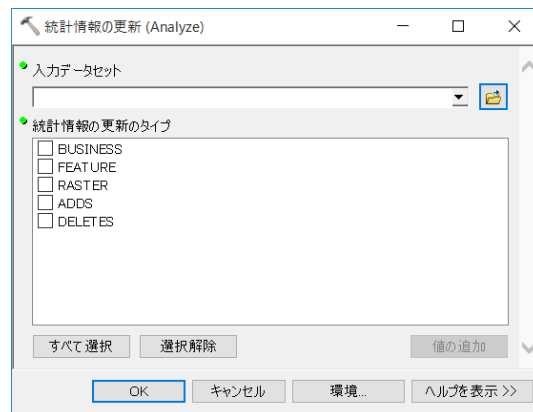 統計情報の更新 (Analyze)
入力データセット
統計情報の更新のタイプ
BUSINESS
FEATURE
RASTER
ADDS
DELETES
すべて選択 選択解除 値の追加
OK キャンセル 環境... ヘルプを表示 >>